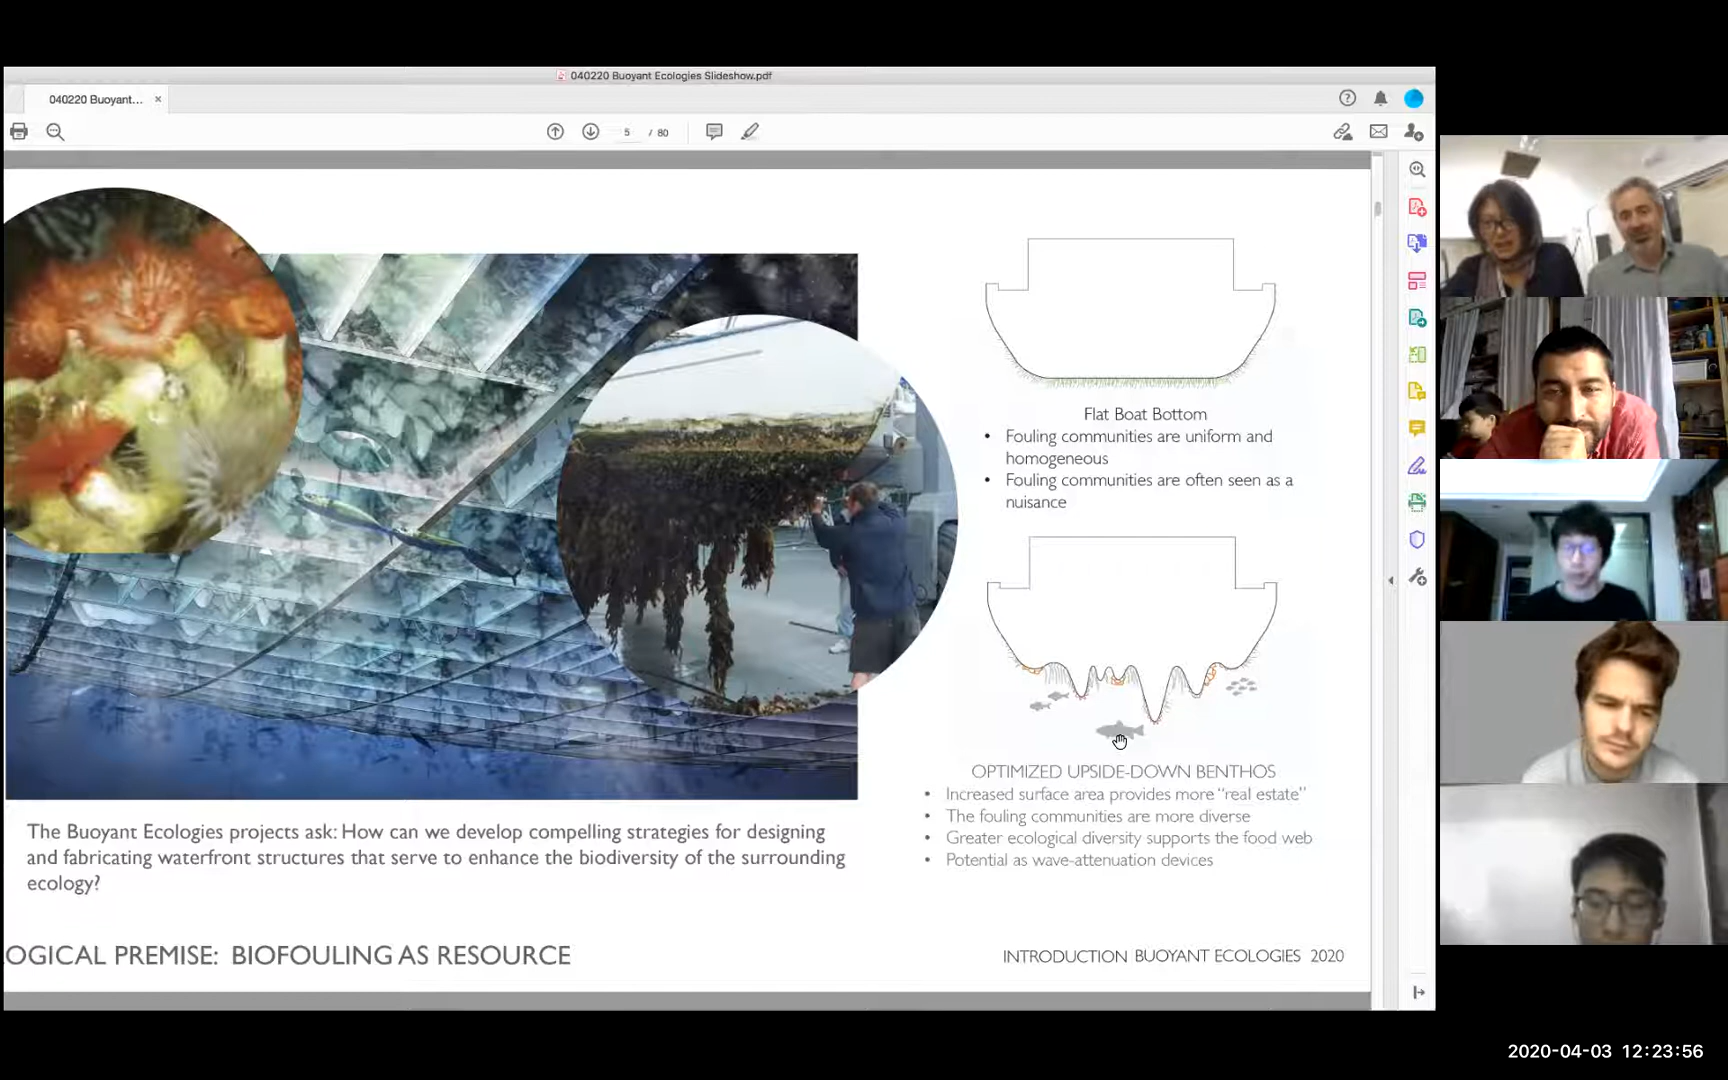 040220 Buoyant Ecologies Slideshow.pdf
040220 Buoyant... ×
5 / 80
Flat Boat Bottom
• Fouling communities are uniform and
homogeneous
• Fouling communities are often seen as a
nuisance
OPTIMIZED UPSIDE-DOWN BENTHOS
• Increased surface area provides more “real estate”
• The fouling communities are more diverse
• Greater ecological diversity supports the food web
• Potential as wave-attenuation devices
The Buoyant Ecologies projects ask: How can we develop compelling strategies for designing
and fabricating waterfront structures that serve to enhance the biodiversity of the surrounding
ecology?
OGICAL PREMISE: BIOFOULING AS RESOURCE
INTRODUCTION BUOYANT ECOLOGIES 2020
2020-04-03 12:23:56